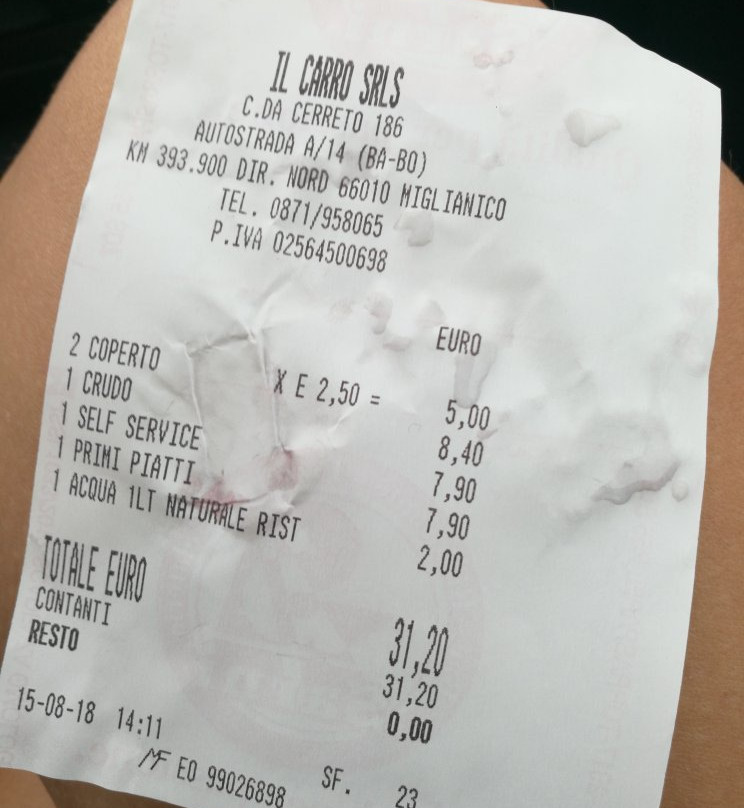 IL CARRO SRLS
C.DA CERRETO 186
AUTOSTRADA A/14 (BA-BO)
KM 393.900 DIR. NORD 66010 MIGLIANICO
TEL. 0871/958065
P.IVA 02564500698
EURO
2 COPERTO X E 2,50 = 5,00
1 CRUDO 8,40
1 SELF SERVICE 7,90
1 PRIMI PIATTI 7,90
1 ACQUA 1LT NATURALE RIST 2,00
TOTALE EURO 31,20
CONTANTI 31,20
RESTO 0,00
15-08-18 14:11 SF. 23
MF EO 99026898